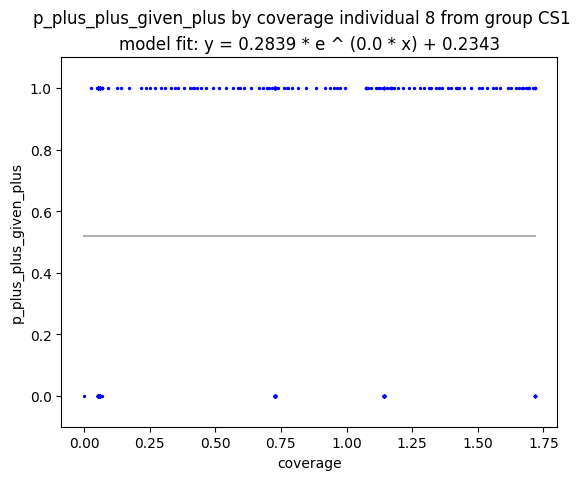 p_plus_plus_given_plus by coverage individual 8 from group CS1
model fit: y = 0.2839 * e ^ (0.0 * x) + 0.2343
1.0
0.8
0.6
0.4
0.2
0.0
p_plus_plus_given_plus
0.00 0.25 0.50 0.75 1.00 1.25 1.50 1.75
coverage